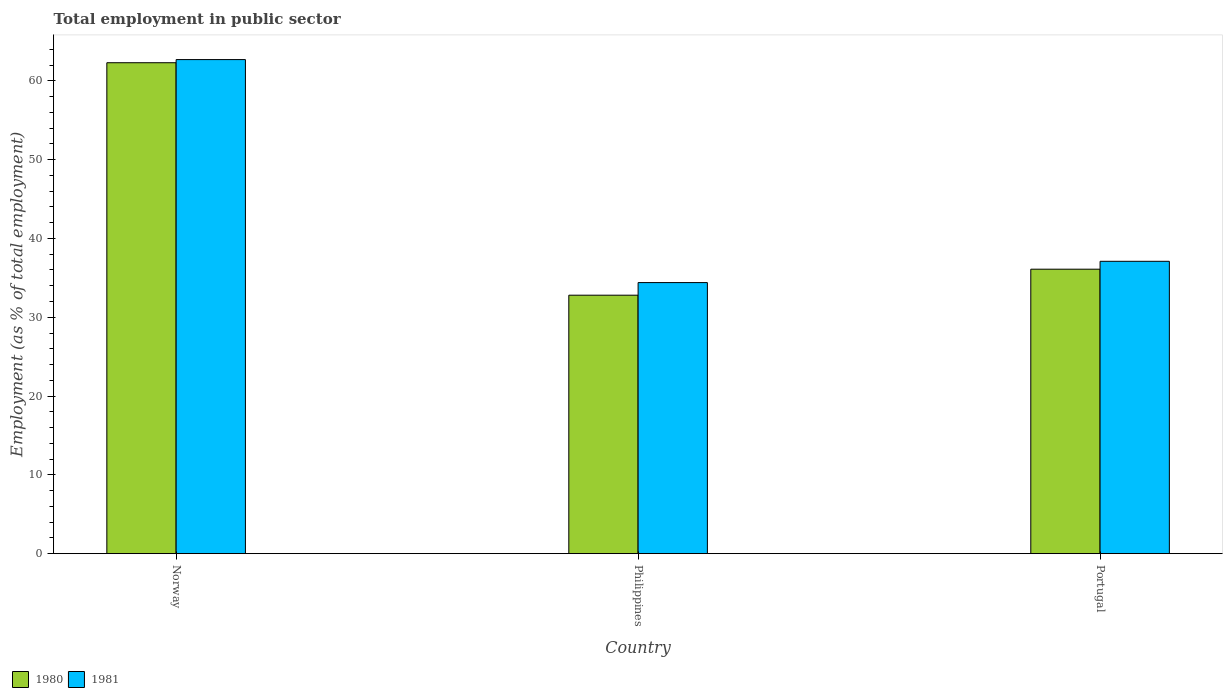 Total employment in public sector
Employment (as % of total employment)
60
50
40
30
20
10
0
Norway
Philippines
Portugal
Country
1980
1981